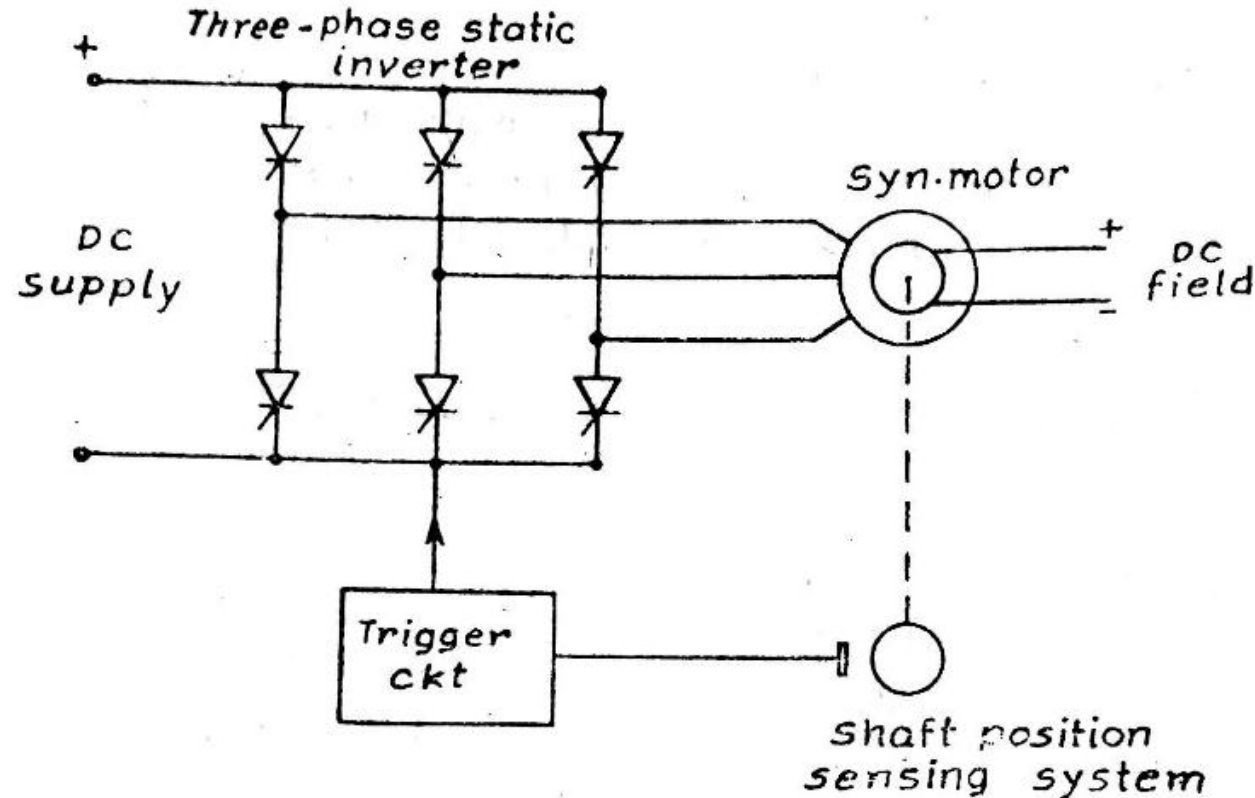 Three-phase static
inverter
+
Syn.motor
DC
supply
+
DC
field
-
Trigger
ckt
Shaft position
sensing system